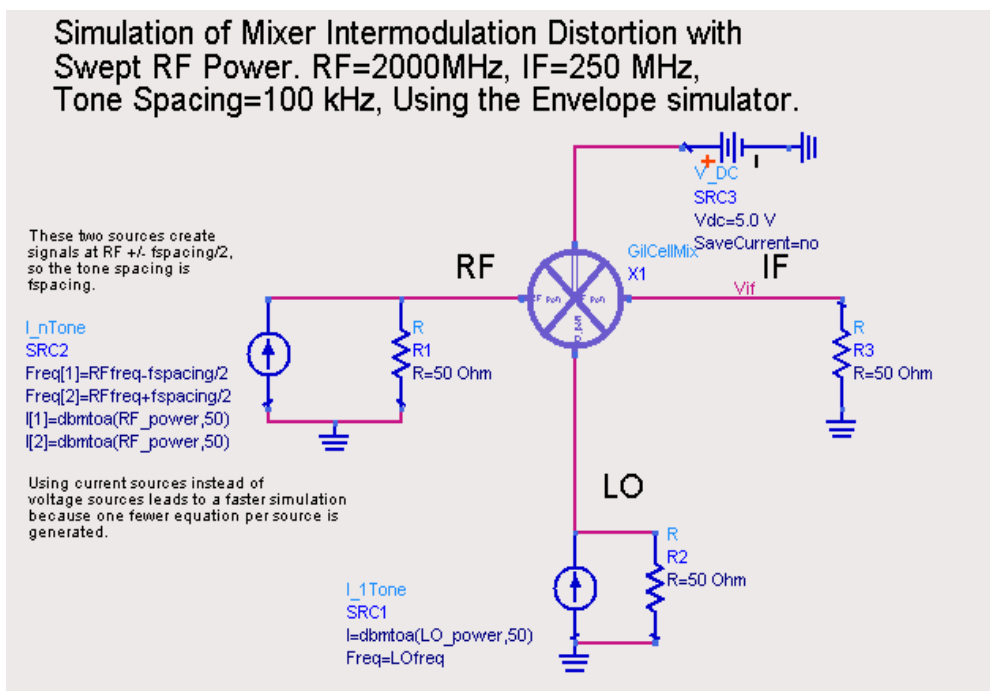 Simulation of Mixer Intermodulation Distortion with
Swept RF Power. RF=2000MHz, IF=250 MHz,
Tone Spacing=100 kHz, Using the Envelope simulator.
V_DC
SRC3
Vdc=5.0 V
SaveCurrent=no
These two sources create
signals at RF +/- fspacing/2,
so the tone spacing is
fspacing.
RF
GilCellMix
X1
IF
Vif
I_nTone
SRC2
Freq[1]=RFfreq-fspacing/2
Freq[2]=RFfreq+fspacing/2
I[1]=dbmtoa(RF_power,50)
I[2]=dbmtoa(RF_power,50)
R
R1
R=50 Ohm
R
R3
R=50 Ohm
Using current sources instead of
voltage sources leads to a faster simulation
because one fewer equation per source is
generated.
LO
R
R2
R=50 Ohm
I_1Tone
SRC1
I=dbmtoa(LO_power,50)
Freq=LOfreq